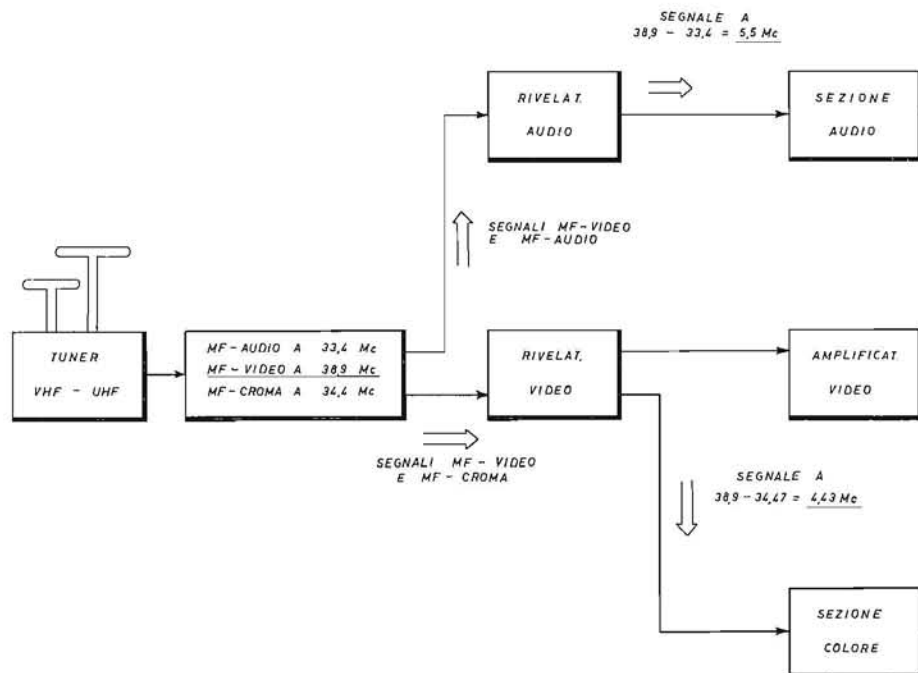 SEGNALE A
38,9 - 33,4 = 5,5 Mc
RIVELAT.
AUDIO
SEZIONE
AUDIO
SEGNALI MF-VIDEO
E MF-AUDIO
TUNER
VHF - UHF
MF-AUDIO A 33,4 Mc
MF-VIDEO A 38,9 Mc
MF-CROMA A 34,4 Mc
RIVELAT.
VIDEO
AMPLIFICAT.
VIDEO
SEGNALI MF - VIDEO
E MF - CROMA
SEGNALE A
38,9 - 34,47 = 4,43 Mc
SEZIONE
COLORE